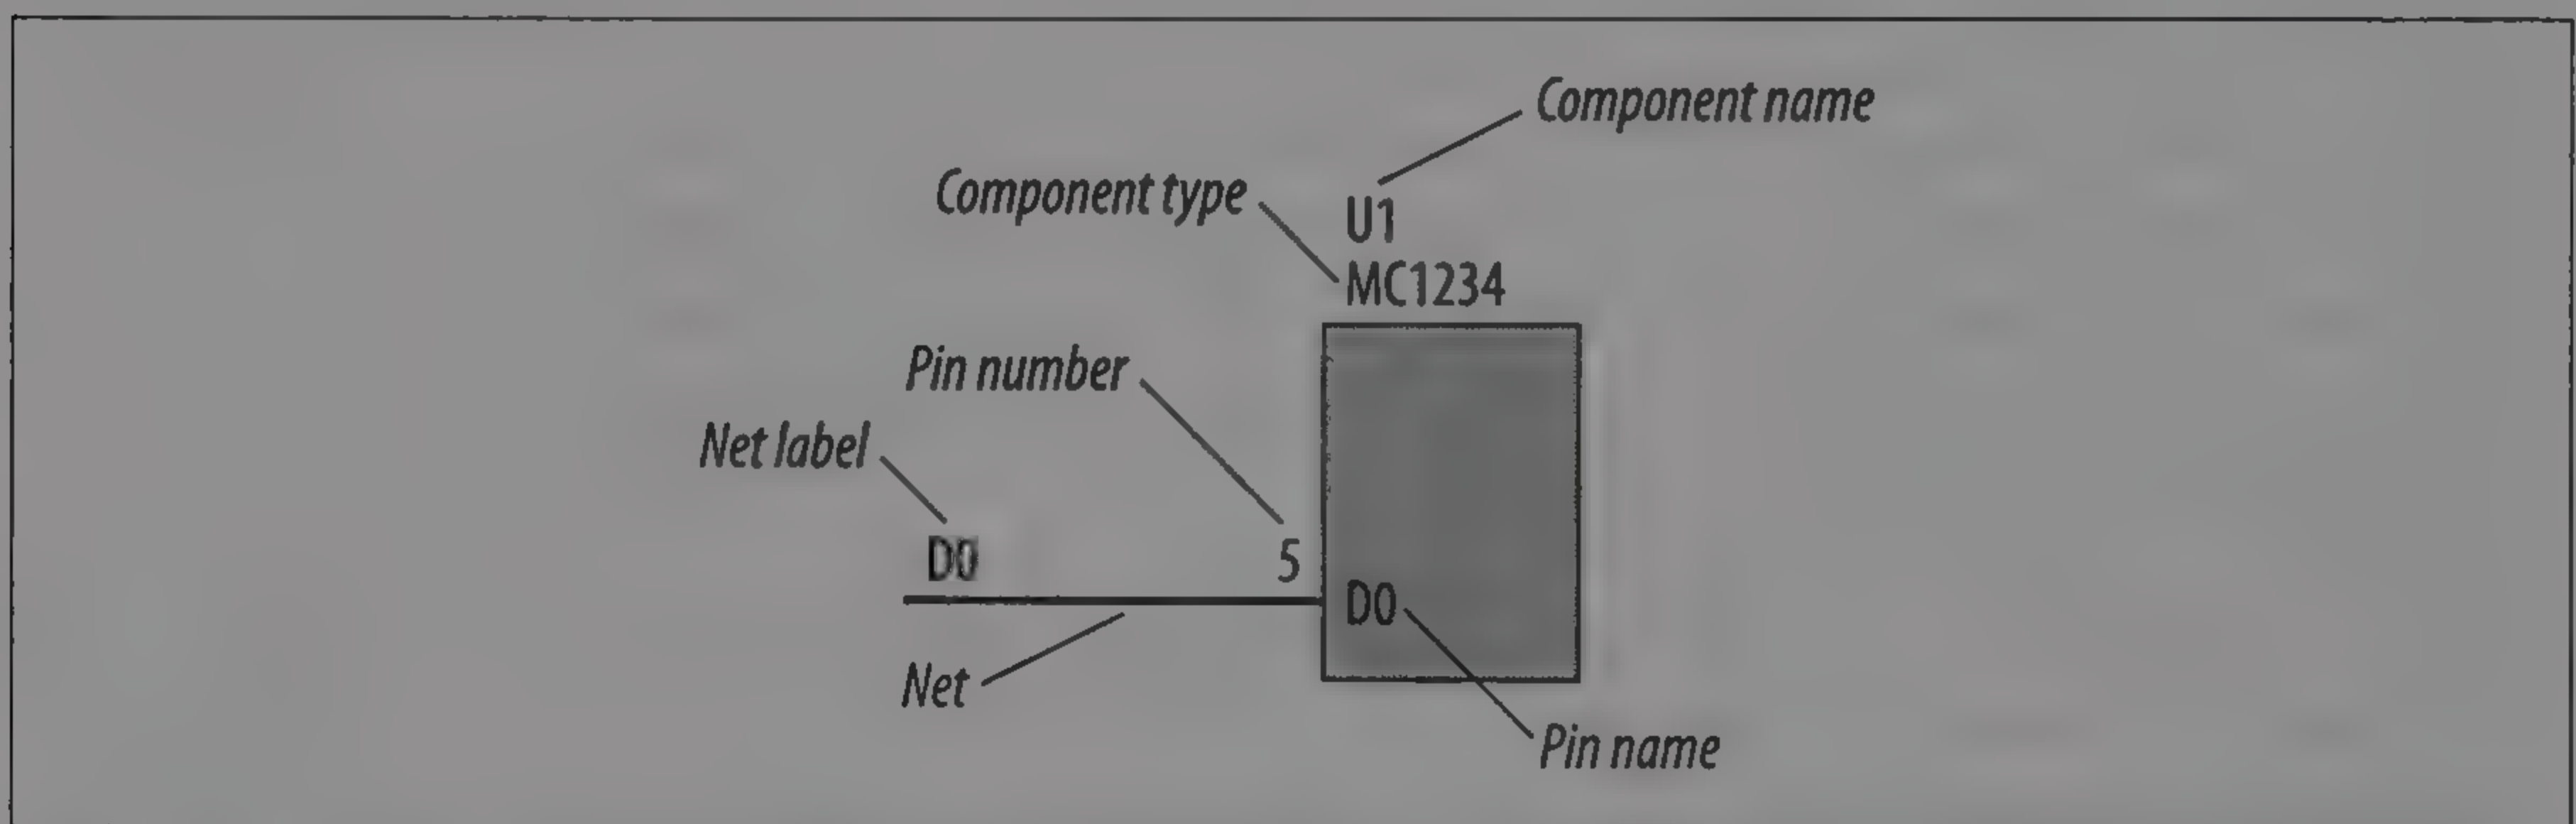 Component name
Component type
U1
MC1234
Pin number
Net label
D0
5
D0
Net
Pin name